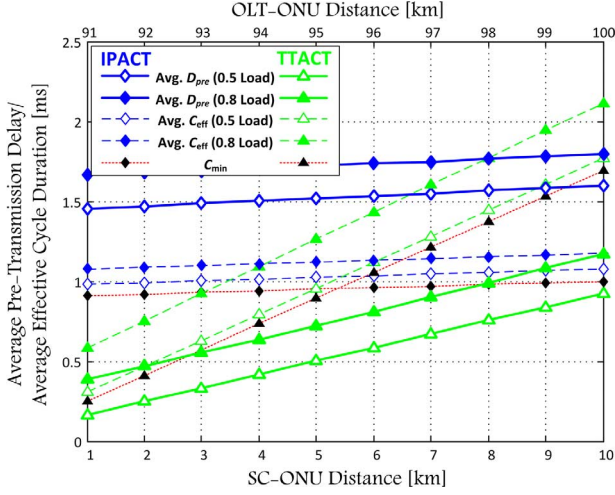 OLT-ONU Distance [km]
91 92 93 94 95 96 97 98 99 100
2.5
2
1.5
1
0.5
0
Average Pre-Transmission Delay/
Average Effective Cycle Duration [ms]
IPACT TTACT
Avg. Dpre (0.5 Load)
Avg. Dpre (0.8 Load)
Avg. Ceff (0.5 Load)
Avg. Ceff (0.8 Load)
Cmin
1 2 3 4 5 6 7 8 9 10
SC-ONU Distance [km]